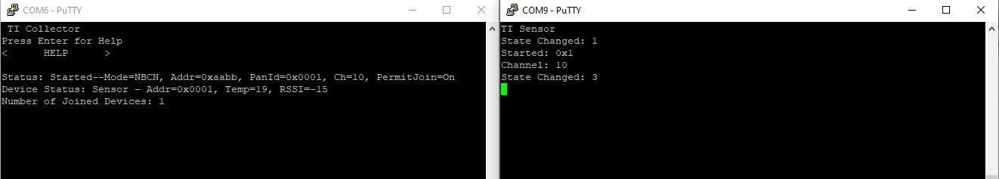 COM6 - PuTTY
TI Collector
Press Enter for Help
<      HELP      >
Status: Started--Mode=NBCN, Addr=0xaabb, PanId=0x0001, Ch=10, PermitJoin=On
Device Status: Sensor - Addr=0x0001, Temp=19, RSSI=-15
Number of Joined Devices: 1
COM9 - PuTTY
TI Sensor
State Changed: 1
Started: 0x1
Channel: 10
State Changed: 3